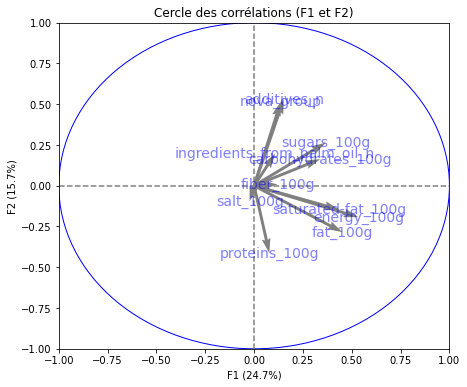 Cercle des corrélations (F1 et F2)
1.00
0.75
0.50
0.25
0.00
−0.25
−0.50
−0.75
−1.00
F2 (15.7%)
additives_n
nova_group
sugars_100g
ingredients_from_palm_oil_n
carbohydrates_100g
fiber_100g
salt_100g
saturated-fat_100g
energy_100g
fat_100g
proteins_100g
−1.00 −0.75 −0.50 −0.25 0.00 0.25 0.50 0.75 1.00
F1 (24.7%)